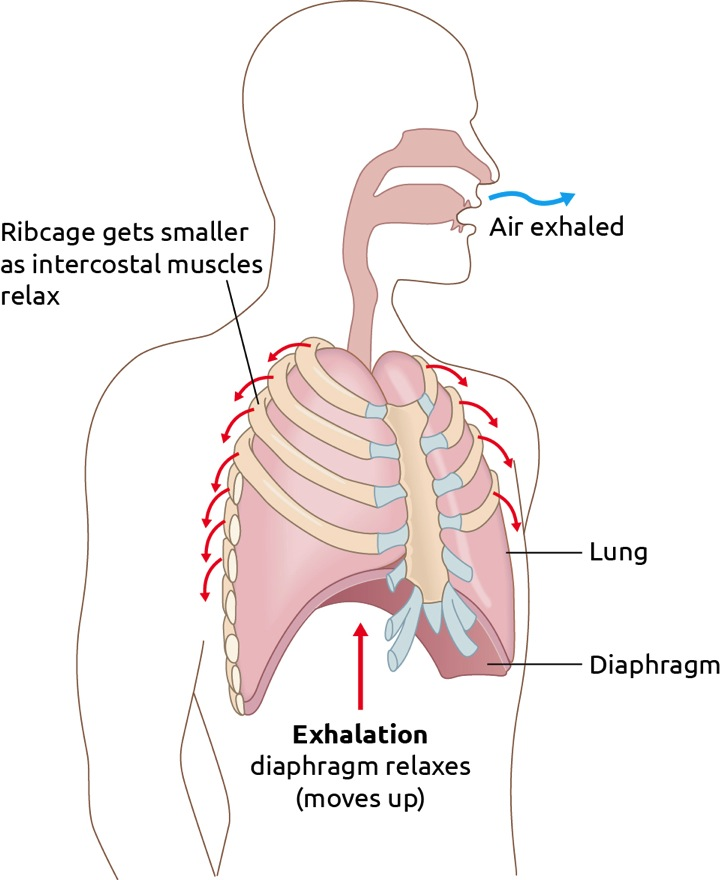 Ribcage gets smaller
as intercostal muscles
relax
Air exhaled
Lung
Diaphragm
Exhalation
diaphragm relaxes
(moves up)